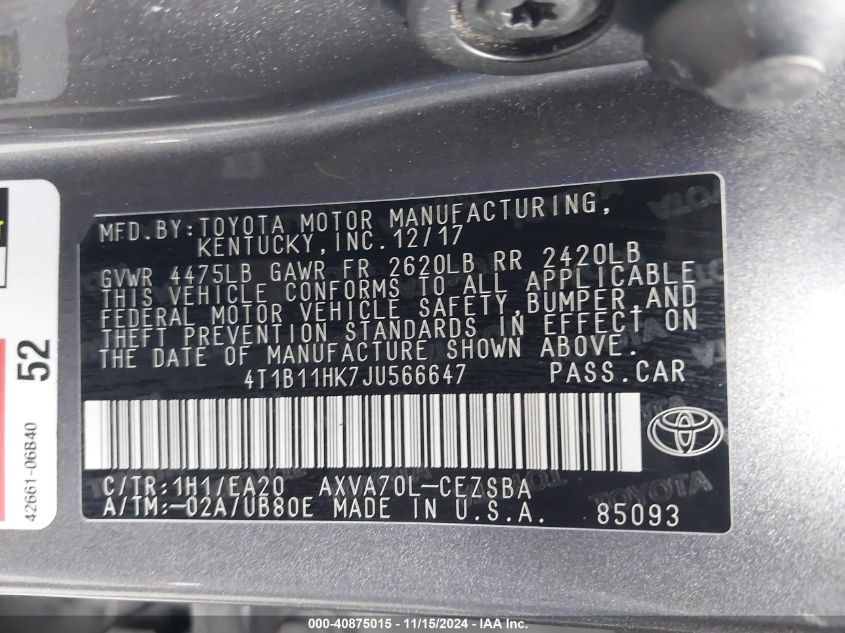 MFD.BY:TOYOTA MOTOR MANUFACTURING,
KENTUCKY,INC.12/17
GVWR 4475LB GAWR FR 2620LB RR 2420LB
THIS VEHICLE CONFORMS TO ALL APPLICABLE
FEDERAL MOTOR VEHICLE SAFETY,BUMPER,AND
THEFT PREVENTION STANDARDS IN EFFECT ON
THE DATE OF MANUFACTURE SHOWN ABOVE.
4T1B11HK7JU566647 PASS.CAR
C/TR:1H1/EA20 AXVA70L-CEZSBA
A/TM:-02A/UB80E MADE IN U.S.A. 85093
52
42661-06B40
000-40875015 - 11/15/2024 - IAAI.com